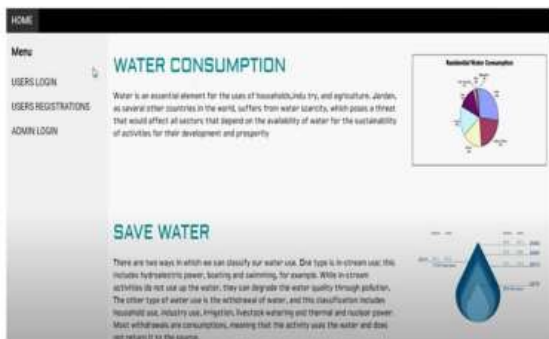 HOME
Menu
USERS LOGIN
USERS REGISTRATIONS
ADMIN LOGIN
WATER CONSUMPTION
Water is an essential element for the uses of households,indu try, and agriculture. Jordan,
as several other countries in the world, suffers from water scarcity, which poses a threat
that would affect all sectors that depend on the availability of water for the sustainability
of activities for their development and prosperity
Residential Water Consumption
SAVE WATER
There are two ways in which we can classify our water use. One type is in-stream use; this
includes hydroelectric power, boating and swimming, for example. While in-stream
activities do not use up the water, they can degrade the water quality through pollution.
The other type of water use is the withdrawal of water, and this classification includes
household use, industry use, irrigation, livestock watering and thermal and nuclear power.
Most withdrawals are consumptions, meaning that the activity uses the water and does
not return it to the source